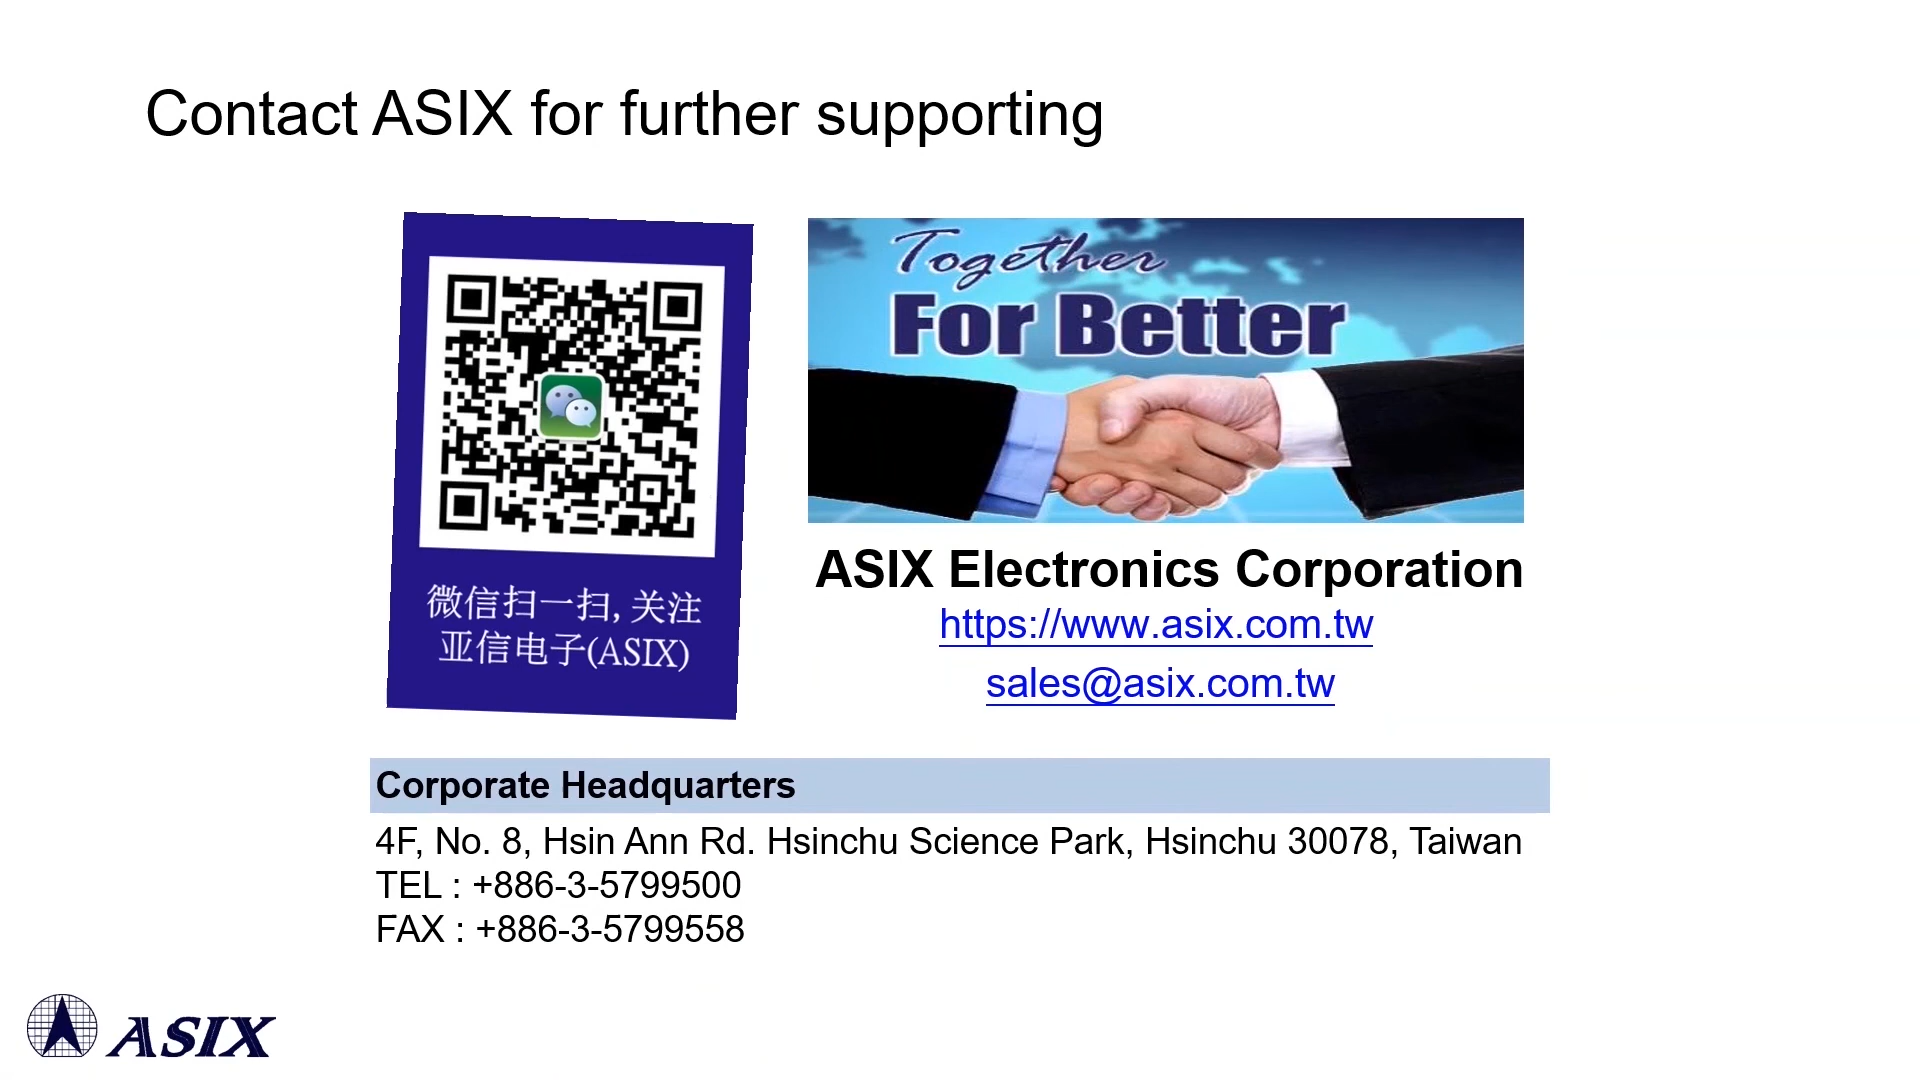 Contact ASIX for further supporting
Together
For Better
微信扫一扫, 关注
亚信电子(ASIX)
ASIX Electronics Corporation
https://www.asix.com.tw
sales@asix.com.tw
Corporate Headquarters
4F, No. 8, Hsin Ann Rd. Hsinchu Science Park, Hsinchu 30078, Taiwan
TEL : +886-3-5799500
FAX : +886-3-5799558
ASIX